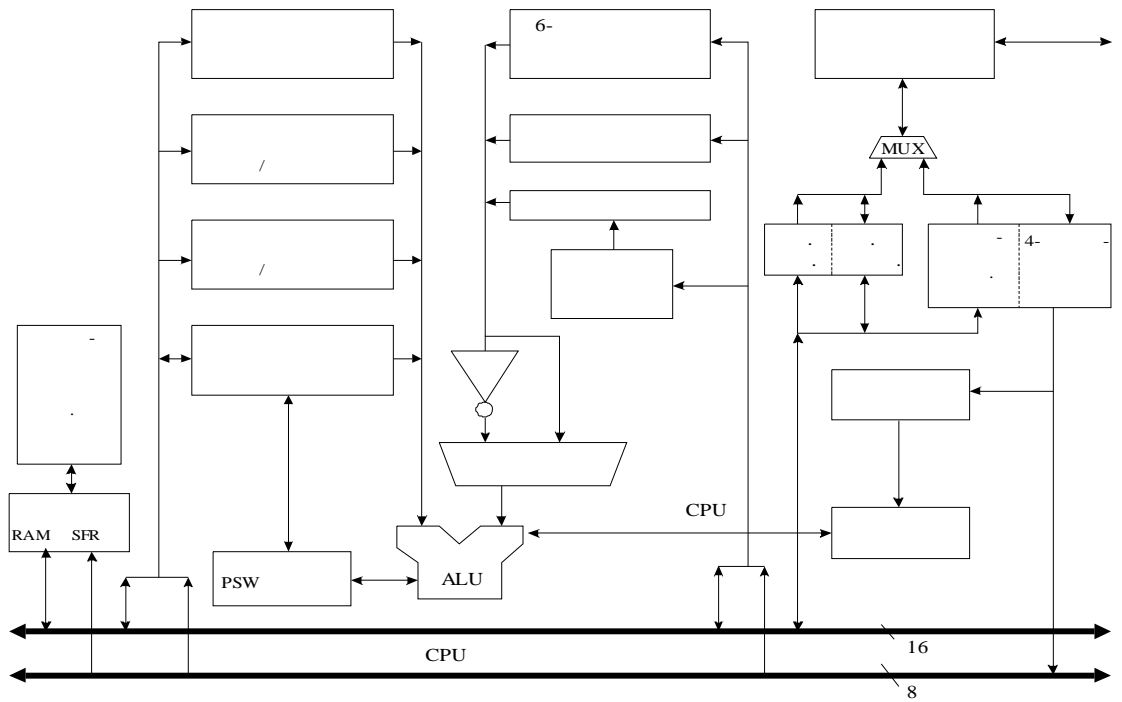 6-
/
MUX
/
- 4- -
. .
. .
.
-
.
CPU
RAM SFR
PSW
ALU
16
CPU
8